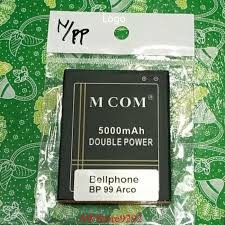 M/PP
Logo
M COM
5000mAh
DOUBLE POWER
Bellphone
BP 99 Arco